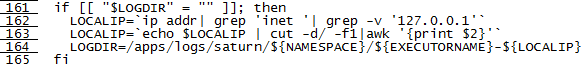 161 if [[ "$LOGDIR" = "" ]]; then
162 LOCALIP=`ip addr| grep 'inet '| grep -v '127.0.0.1'`
163 LOCALIP=`echo $LOCALIP | cut -d/ -f1|awk '{print $2}'`
164 LOGDIR=/apps/logs/saturn/${NAMESPACE}/${EXECUTORNAME}-${LOCALIP}
165 fi